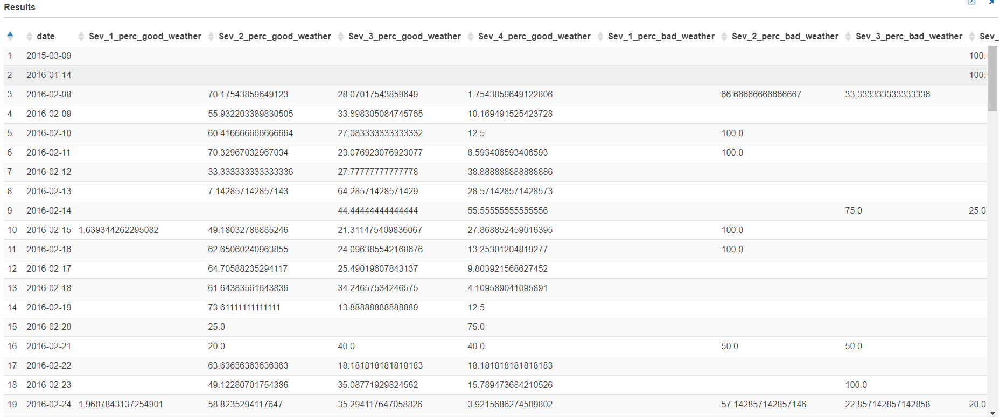 Results
date Sev_1_perc_good_weather Sev_2_perc_good_weather Sev_3_perc_good_weather Sev_4_perc_good_weather Sev_1_perc_bad_weather Sev_2_perc_bad_weather Sev_3_perc_bad_weather Sev_
1 2015-03-09 100.
2 2016-01-14 100.
3 2016-02-08 70.17543859649123 28.07017543859649 1.7543859649122806 66.66666666666667 33.333333333333336
4 2016-02-09 55.932203389830505 33.898305084745765 10.169491525423728
5 2016-02-10 60.416666666666664 27.083333333333332 12.5 100.0
6 2016-02-11 70.32967032967034 23.076923076923077 6.593406593406593 100.0
7 2016-02-12 33.333333333333336 27.77777777777778 38.888888888888886
8 2016-02-13 7.142857142857143 64.28571428571429 28.571428571428573
9 2016-02-14 44.44444444444444 55.55555555555556 75.0 25.0
10 2016-02-15 1.639344262295082 49.18032786885246 21.311475409836067 27.868852459016395 100.0
11 2016-02-16 62.65060240963855 24.096385542168676 13.25301204819277 100.0
12 2016-02-17 64.70588235294117 25.49019607843137 9.803921568627452
13 2016-02-18 61.64383561643836 34.24657534246575 4.109589041095891
14 2016-02-19 73.61111111111111 13.88888888888889 12.5
15 2016-02-20 25.0 75.0
16 2016-02-21 20.0 40.0 40.0 50.0 50.0
17 2016-02-22 63.63636363636363 18.181818181818183 18.181818181818183
18 2016-02-23 49.12280701754386 35.08771929824562 15.789473684210526 100.0
19 2016-02-24 1.9607843137254901 58.8235294117647 35.294117647058826 3.9215686274509802 57.142857142857146 22.857142857142858 20.0